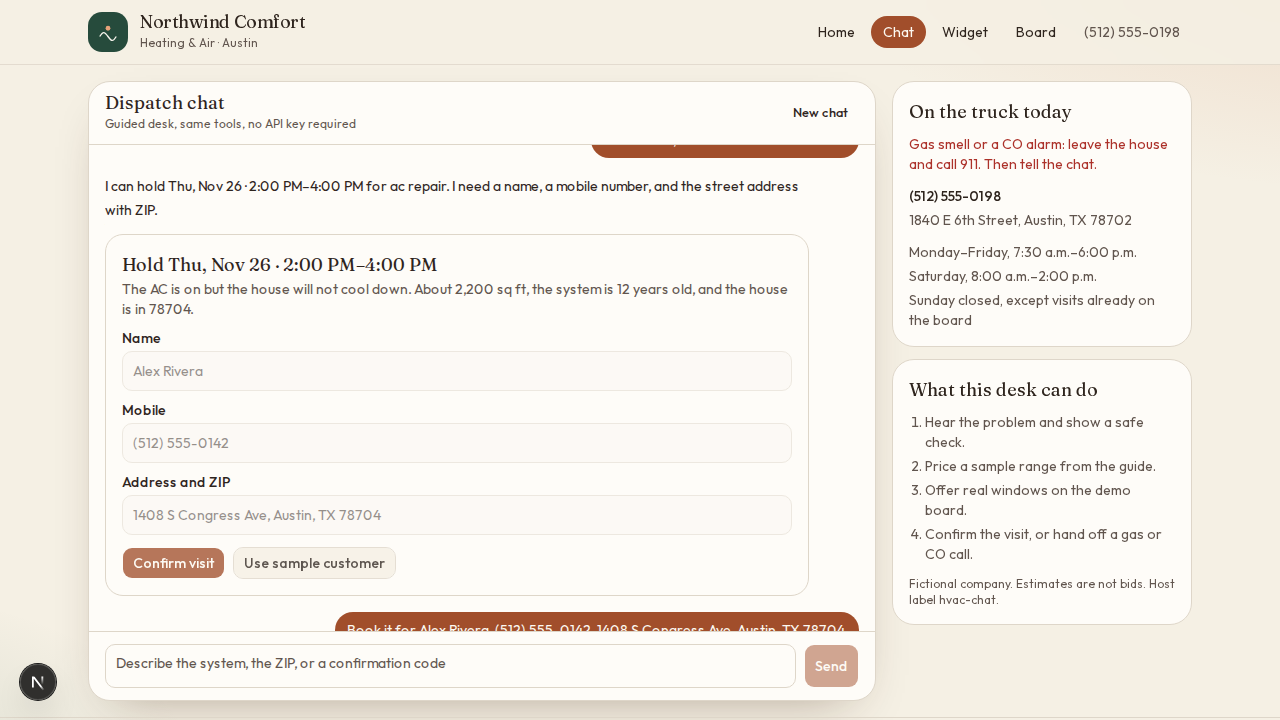 Northwind Comfort
Heating & Air · Austin
Home
Chat
Widget
Board
(512) 555-0198
Dispatch chat
Guided desk, same tools, no API key required
New chat
I can hold Thu, Nov 26 · 2:00 PM–4:00 PM for ac repair. I need a name, a mobile number, and the street address
with ZIP.
Hold Thu, Nov 26 · 2:00 PM–4:00 PM
The AC is on but the house will not cool down. About 2,200 sq ft, the system is 12 years old, and the house
is in 78704.
Name
Alex Rivera
Mobile
(512) 555-0142
Address and ZIP
1408 S Congress Ave, Austin, TX 78704
Confirm visit
Use sample customer
Book it for Alex Rivera, (512) 555-0142, 1408 S Congress Ave, Austin, TX 78704
Describe the system, the ZIP, or a confirmation code
Send
On the truck today
Gas smell or a CO alarm: leave the house
and call 911. Then tell the chat.
(512) 555-0198
1840 E 6th Street, Austin, TX 78702
Monday–Friday, 7:30 a.m.–6:00 p.m.
Saturday, 8:00 a.m.–2:00 p.m.
Sunday closed, except visits already on
the board
What this desk can do
1. Hear the problem and show a safe
check.
2. Price a sample range from the guide.
3. Offer real windows on the demo
board.
4. Confirm the visit, or hand off a gas or
CO call.
Fictional company. Estimates are not bids. Host
label hvac-chat.
N